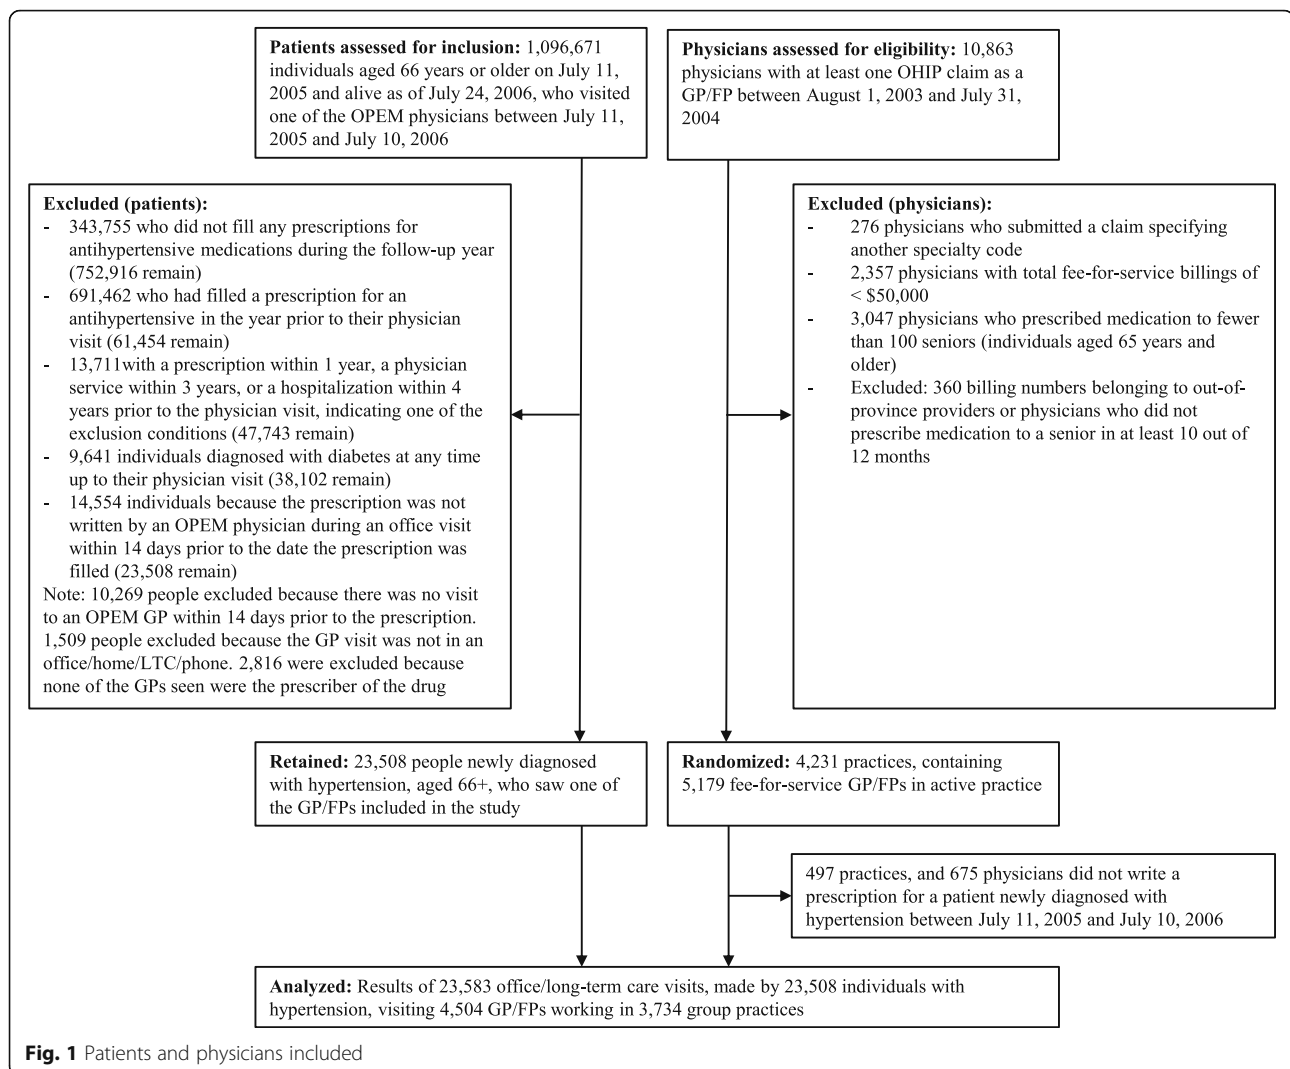 Patients assessed for inclusion: 1,096,671
individuals aged 66 years or older on July 11,
2005 and alive as of July 24, 2006, who visited
one of the OPEM physicians between July 11,
2005 and July 10, 2006
Physicians assessed for eligibility: 10,863
physicians with at least one OHIP claim as a
GP/FP between August 1, 2003 and July 31,
2004
Excluded (patients):
- 343,755 who did not fill any prescriptions for
antihypertensive medications during the follow-up year
(752,916 remain)
- 691,462 who had filled a prescription for an
antihypertensive in the year prior to their physician
visit (61,454 remain)
- 13,711with a prescription within 1 year, a physician
service within 3 years, or a hospitalization within 4
years prior to the physician visit, indicating one of the
exclusion conditions (47,743 remain)
- 9,641 individuals diagnosed with diabetes at any time
up to their physician visit (38,102 remain)
- 14,554 individuals because the prescription was not
written by an OPEM physician during an office visit
within 14 days prior to the date the prescription was
filled (23,508 remain)
Note: 10,269 people excluded because there was no visit
to an OPEM GP within 14 days prior to the prescription.
1,509 people excluded because the GP visit was not in an
office/home/LTC/phone. 2,816 were excluded because
none of the GPs seen were the prescriber of the drug
Excluded (physicians):
- 276 physicians who submitted a claim specifying
another specialty code
- 2,357 physicians with total fee-for-service billings of
< $50,000
- 3,047 physicians who prescribed medication to fewer
than 100 seniors (individuals aged 65 years and
older)
- Excluded: 360 billing numbers belonging to out-of-
province providers or physicians who did not
prescribe medication to a senior in at least 10 out of
12 months
Retained: 23,508 people newly diagnosed
with hypertension, aged 66+, who saw one of
the GP/FPs included in the study
Randomized: 4,231 practices, containing
5,179 fee-for-service GP/FPs in active practice
497 practices, and 675 physicians did not write a
prescription for a patient newly diagnosed with
hypertension between July 11, 2005 and July 10, 2006
Analyzed: Results of 23,583 office/long-term care visits, made by 23,508 individuals with
hypertension, visiting 4,504 GP/FPs working in 3,734 group practices
Fig. 1 Patients and physicians included